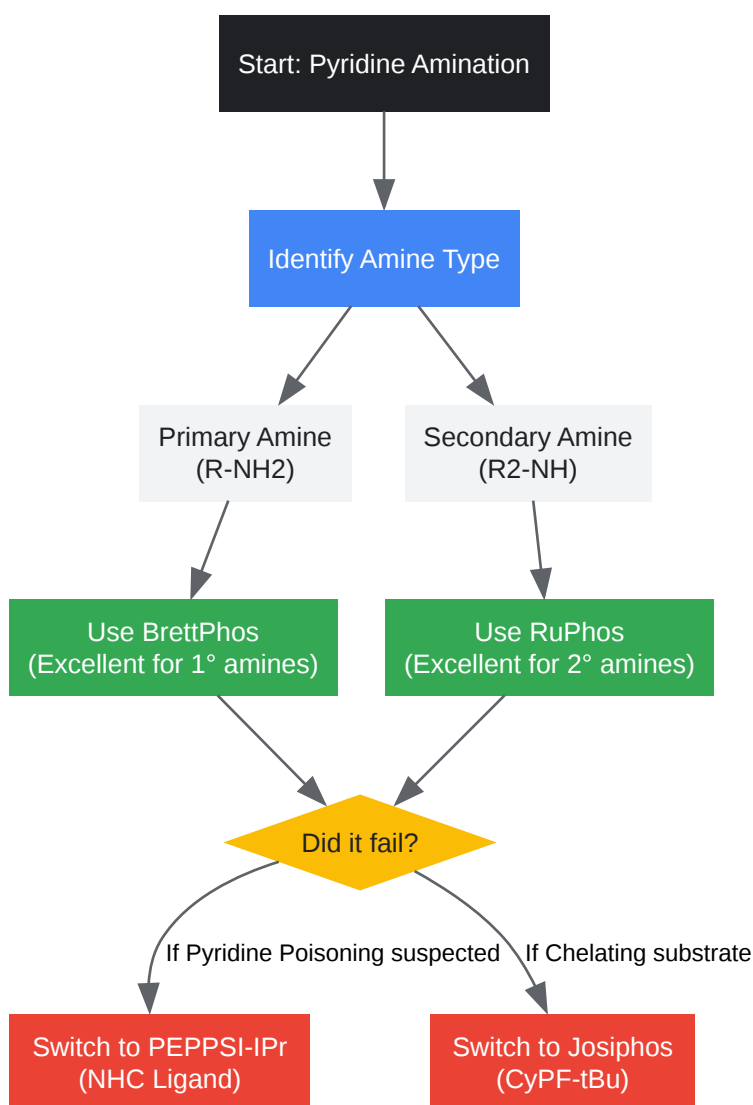 Start: Pyridine Amination
Identify Amine Type
Primary Amine
(R-NH2)
Secondary Amine
(R2-NH)
Use BrettPhos
(Excellent for 1° amines)
Use RuPhos
(Excellent for 2° amines)
Did it fail?
If Pyridine Poisoning suspected
If Chelating substrate
Switch to PEPPSI-IPr
(NHC Ligand)
Switch to Josiphos
(CyPF-tBu)